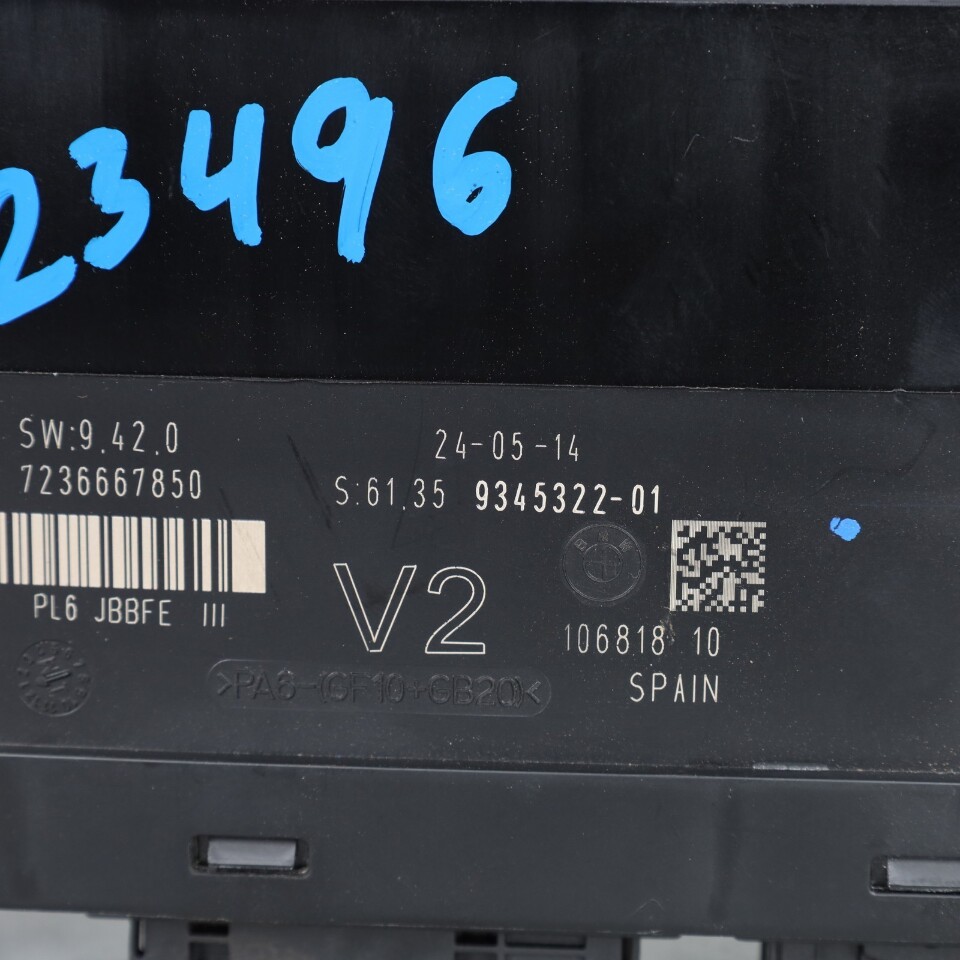 23496
SW:9.42.0
7236667850
PL6 JBBFE III
24-05-14
S:61.35 9345322-01
V2
106818 10
SPAIN
>PA6-(GF10+GB20)<